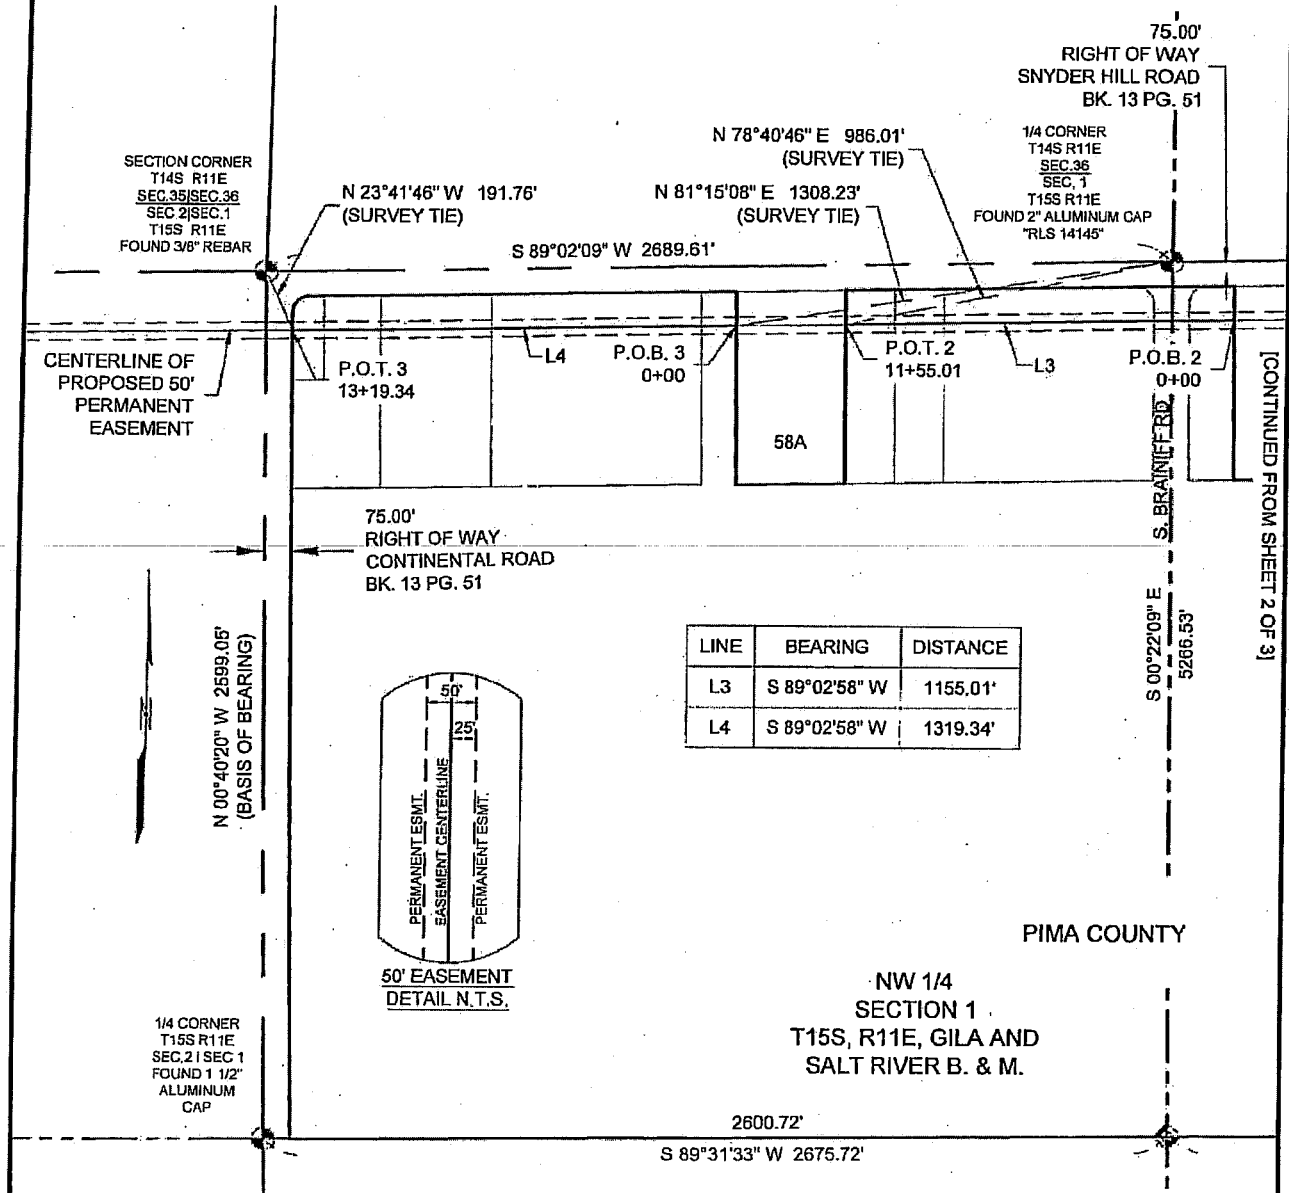 75.00'
RIGHT OF WAY
SNYDER HILL ROAD
BK. 13 PG. 51
N 78°40'46" E 986.01'
(SURVEY TIE)
1/4 CORNER
T14S R11E
SEC.36
SEC, 1
T15S R11E
FOUND 2" ALUMINUM CAP
"RLS 14145"
SECTION CORNER
T14S R11E
SEC.35|SEC.36
SEC 2|SEC.1
T15S R11E
FOUND 3/8" REBAR
N 23°41'46" W 191.76'
(SURVEY TIE)
N 81°15'08" E 1308.23'
(SURVEY TIE)
S 89°02'09" W 2689.61'
CENTERLINE OF
PROPOSED 50'
PERMANENT
EASEMENT
P.O.T. 3
13+19.34
L4
P.O.B. 3
0+00
P.O.T. 2
11+55.01
L3
P.O.B. 2
0+00
58A
S. BRAINIFF RD
[CONTINUED FROM SHEET 2 OF 3]
75.00'
RIGHT OF WAY
CONTINENTAL ROAD
BK. 13 PG. 51
N 00°40'20" W 2599.05'
(BASIS OF BEARING)
S 00°22'09" E
5266.53'
LINE BEARING DISTANCE
L3 S 89°02'58" W 1155.01'
L4 S 89°02'58" W 1319.34'
50'
25'
PERMANENT ESMT.
EASEMENT CENTERLINE
PERMANENT ESMT.
50' EASEMENT
DETAIL N.T.S.
PIMA COUNTY
NW 1/4
SECTION 1
T15S, R11E, GILA AND
SALT RIVER B. & M.
1/4 CORNER
T15S R11E
SEC.2 | SEC 1
FOUND 1 1/2"
ALUMINUM
CAP
2600.72'
S 89°31'33" W 2675.72'